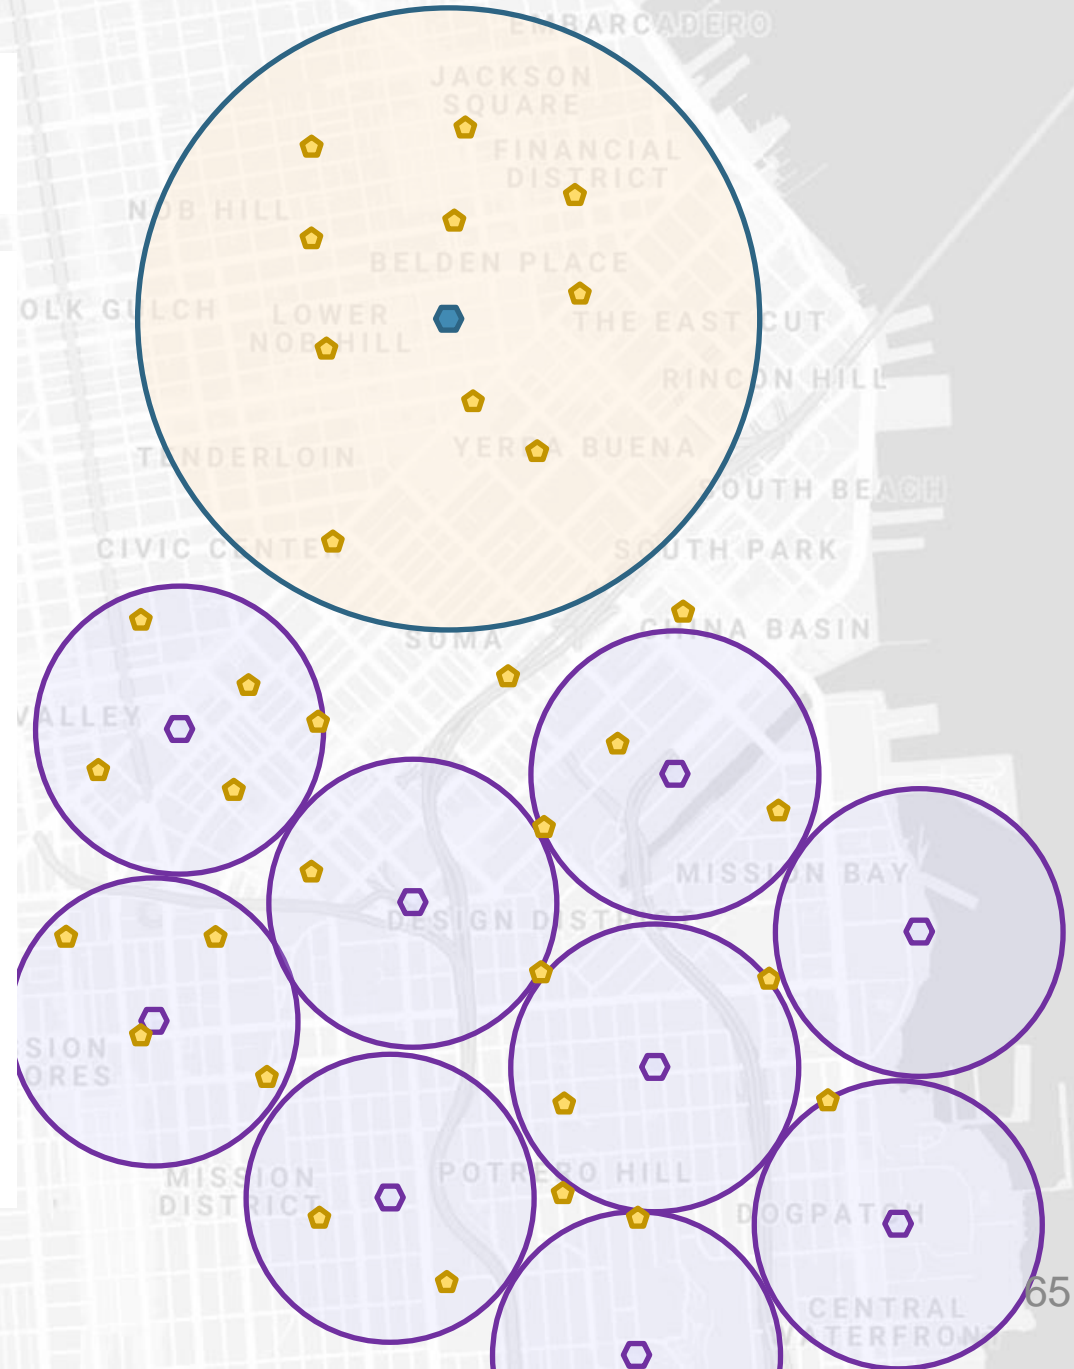 EMBARCADERO
JACKSON
SQUARE
FINANCIAL
DISTRICT
NOB HILL
BELDEN PLACE
OLK GULCH
LOWER
NOB HILL
THE EAST CUT
RINCON HILL
YERBA BUENA
TENDERLOIN
SOUTH BEACH
CIVIC CENTER
SOUTH PARK
SOMA
CHINA BASIN
VALLEY
MISSION BAY
DESIGN DISTRICT
SION
ORES
MISSION
DISTRICT
POTRERO HILL
DOGPATCH
CENTRAL
WATERFRONT
65